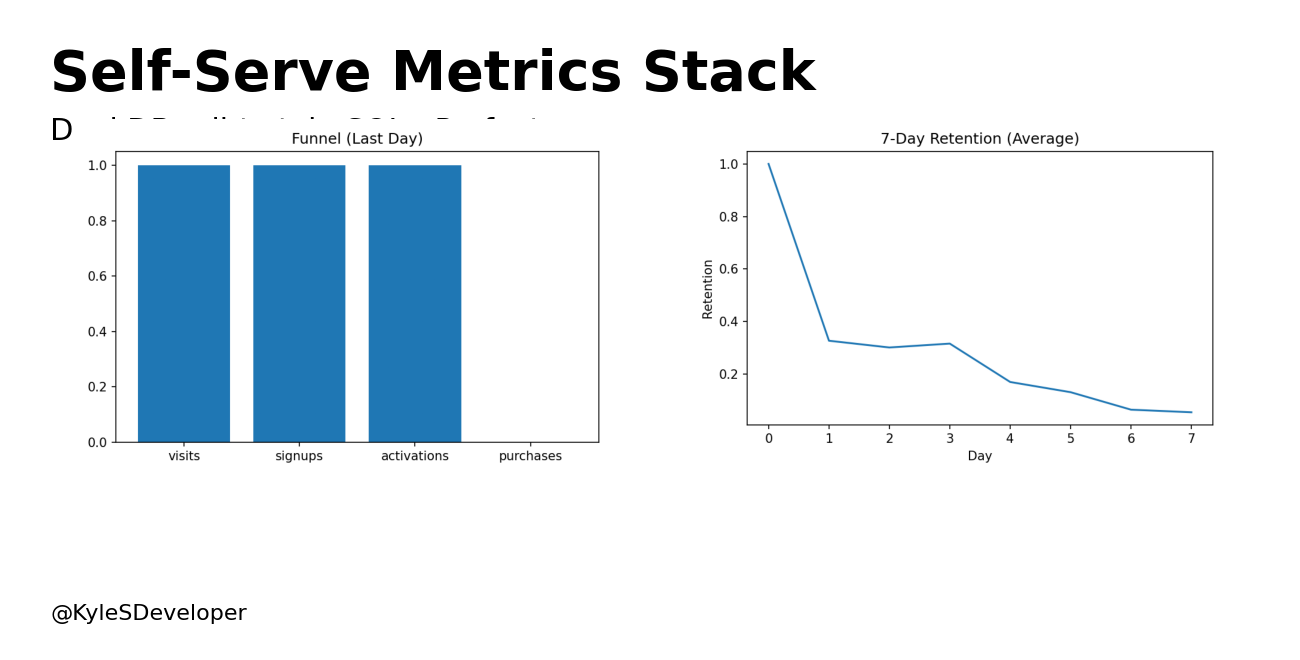 Self-Serve Metrics Stack
Funnel (Last Day)
1.0
0.8
0.6
0.4
0.2
0.0
visits signups activations purchases
7-Day Retention (Average)
1.0
0.8
0.6
0.4
0.2
Retention
0 1 2 3 4 5 6 7
Day
@KyleSDeveloper